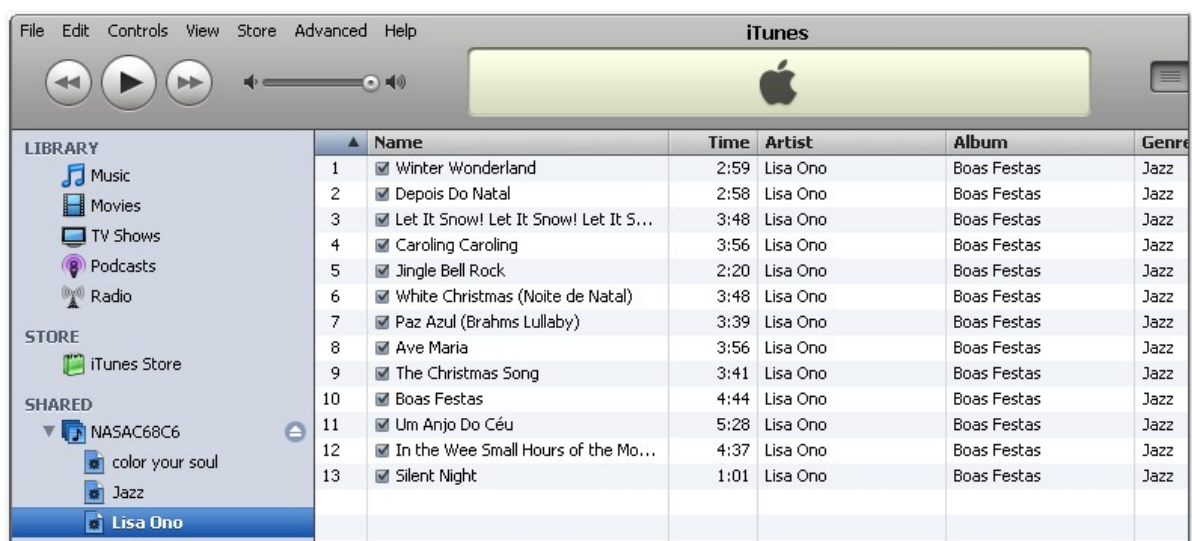 File Edit Controls View Store Advanced Help
iTunes
LIBRARY
Music
Movies
TV Shows
Podcasts
Radio
STORE
iTunes Store
SHARED
NASAC68C6
color your soul
Jazz
Lisa Ono
Name Time Artist Album Genre
1 Winter Wonderland 2:59 Lisa Ono Boas Festas Jazz
2 Depois Do Natal 2:58 Lisa Ono Boas Festas Jazz
3 Let It Snow! Let It Snow! Let It S... 3:48 Lisa Ono Boas Festas Jazz
4 Caroling Caroling 3:56 Lisa Ono Boas Festas Jazz
5 Jingle Bell Rock 2:20 Lisa Ono Boas Festas Jazz
6 White Christmas (Noite de Natal) 3:48 Lisa Ono Boas Festas Jazz
7 Paz Azul (Brahms Lullaby) 3:39 Lisa Ono Boas Festas Jazz
8 Ave Maria 3:56 Lisa Ono Boas Festas Jazz
9 The Christmas Song 3:41 Lisa Ono Boas Festas Jazz
10 Boas Festas 4:44 Lisa Ono Boas Festas Jazz
11 Um Anjo Do Céu 5:28 Lisa Ono Boas Festas Jazz
12 In the Wee Small Hours of the Mo... 4:37 Lisa Ono Boas Festas Jazz
13 Silent Night 1:01 Lisa Ono Boas Festas Jazz